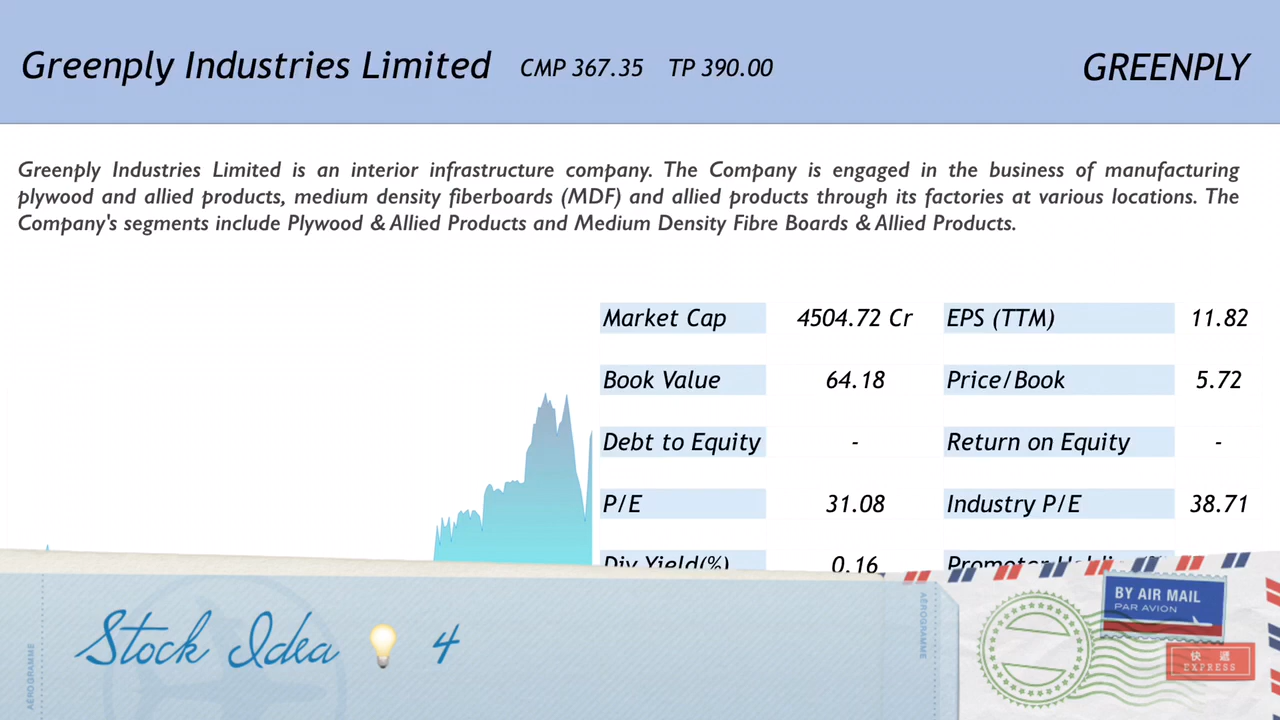 Greenply Industries Limited CMP 367.35 TP 390.00 GREENPLY
Greenply Industries Limited is an interior infrastructure company. The Company is engaged in the business of manufacturing
plywood and allied products, medium density fiberboards (MDF) and allied products through its factories at various locations. The
Company's segments include Plywood & Allied Products and Medium Density Fibre Boards & Allied Products.
Market Cap 4504.72 Cr EPS (TTM) 11.82
Book Value 64.18 Price/Book 5.72
Debt to Equity - Return on Equity -
P/E 31.08 Industry P/E 38.71
Div Yield(%) 0.16 Promoter
Stock Idea 4
AÉROGRAMME
AÉROGRAMME
BY AIR MAIL
PAR AVION
快 遞
EXPRESS